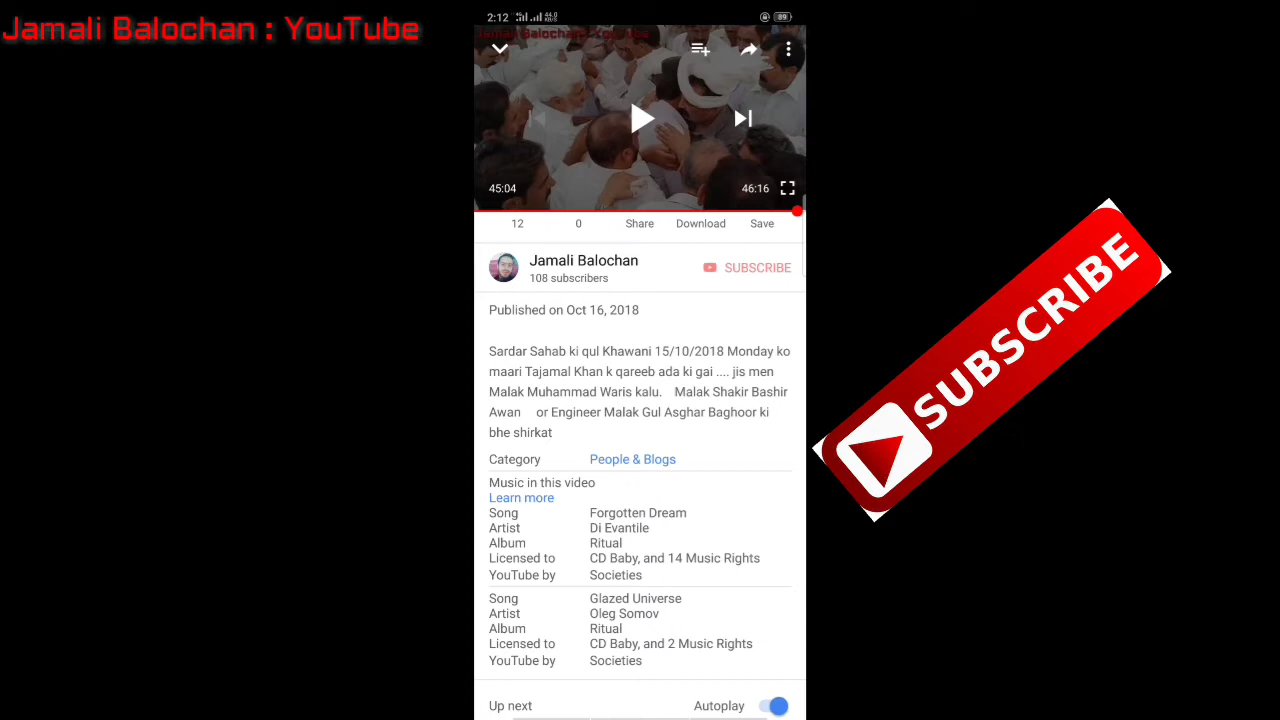 Jamali Balochan : YouTube
2:12
89
45:04
46:16
12
0
Share
Download
Save
Jamali Balochan
108 subscribers
SUBSCRIBE
Published on Oct 16, 2018
Sardar Sahab ki qul Khawani 15/10/2018 Monday ko
maari Tajamal Khan k qareeb ada ki gai .... jis men
Malak Muhammad Waris kalu. Malak Shakir Bashir
Awan or Engineer Malak Gul Asghar Baghoor ki
bhe shirkat
Category People & Blogs
Music in this video
Learn more
Song Forgotten Dream
Artist Di Evantile
Album Ritual
Licensed to CD Baby, and 14 Music Rights
YouTube by Societies
Song Glazed Universe
Artist Oleg Somov
Album Ritual
Licensed to CD Baby, and 2 Music Rights
YouTube by Societies
Up next Autoplay
SUBSCRIBE